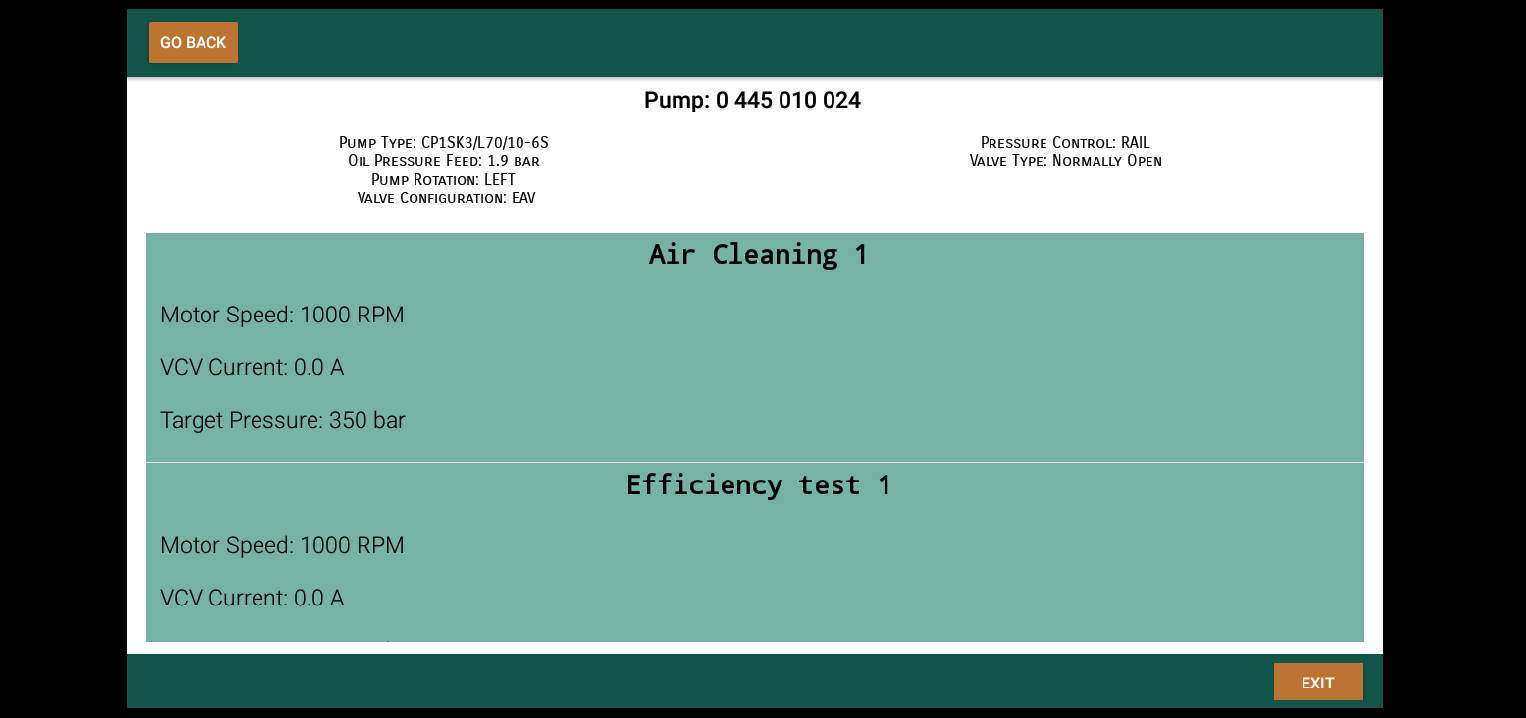 GO BACK
Pump: 0 445 010 024
Pump Type: CP1SK3/L70/10-6S
Oil Pressure Feed: 1.9 bar
Pump Rotation: LEFT
Valve Configuration: EAV
Pressure Control: RAIL
Valve Type: Normally Open
Air Cleaning 1
Motor Speed: 1000 RPM
VCV Current: 0.0 A
Target Pressure: 350 bar
Efficiency test 1
Motor Speed: 1000 RPM
VCV Current: 0.0 A
EXIT